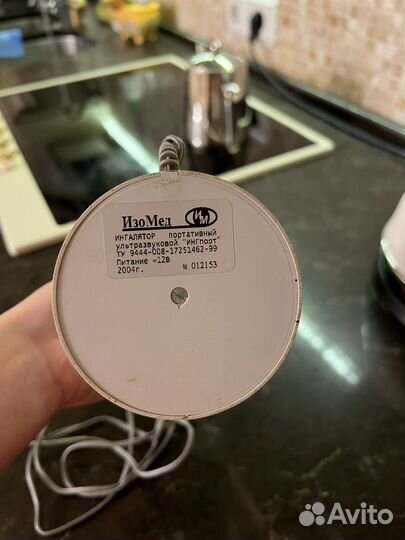 ИзоМед ИМ
ИНГАЛЯТОР портативный
ультразвуковой "ИНГпорт"
ТУ 9444-008-17251462-99
Питание =12В
2004г. № 012153
Avito